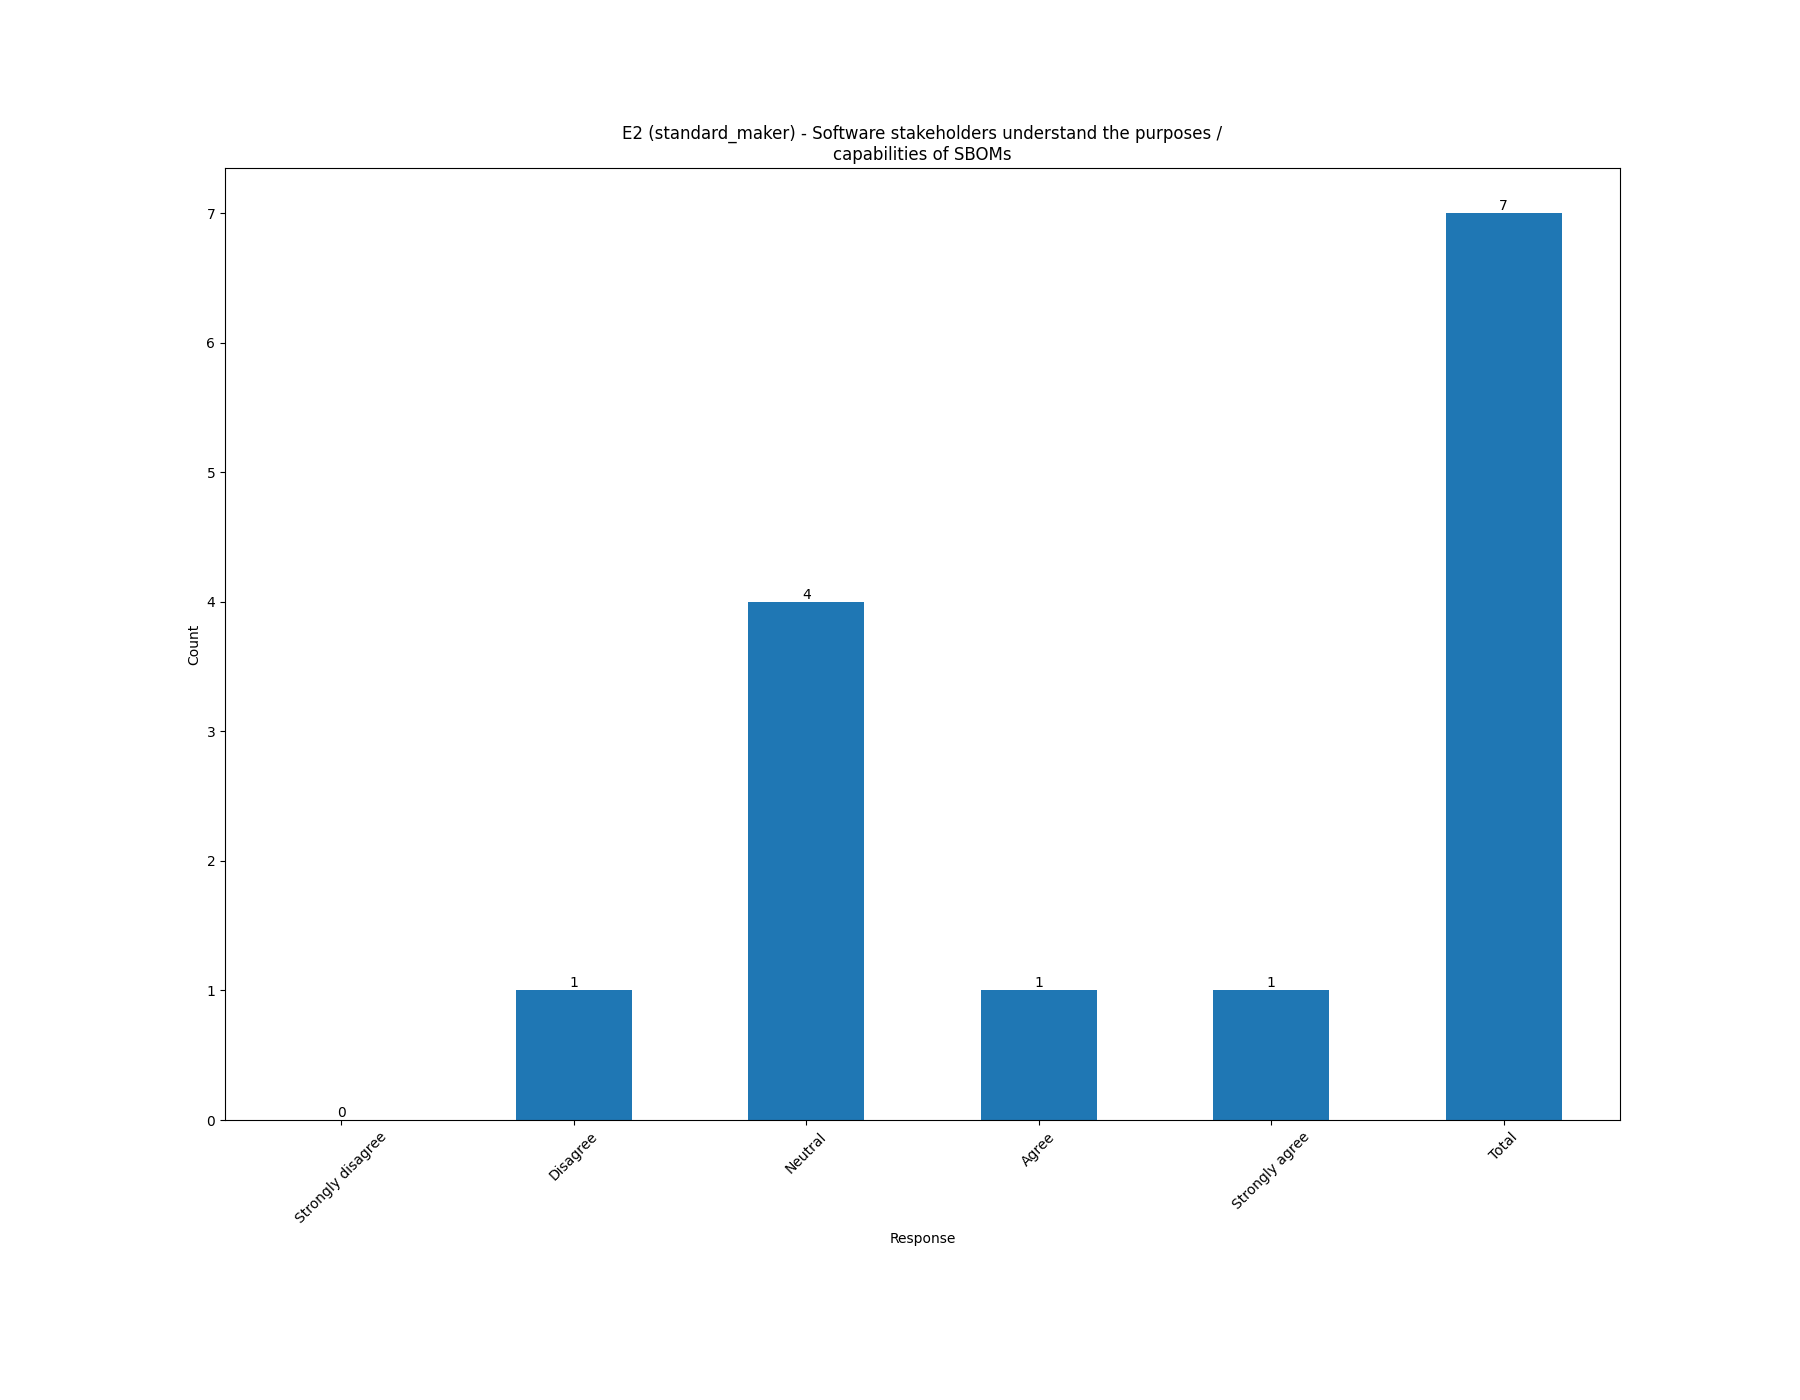 E2 (standard_maker) - Software stakeholders understand the purposes /
capabilities of SBOMs
7
6
5
4
3
2
1
0
Count
0
1
4
1
1
7
Strongly disagree
Disagree
Neutral
Agree
Strongly agree
Total
Response